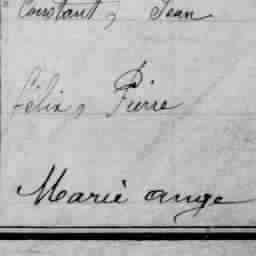 Constant, Jean
félix, Pierre
Marie ange